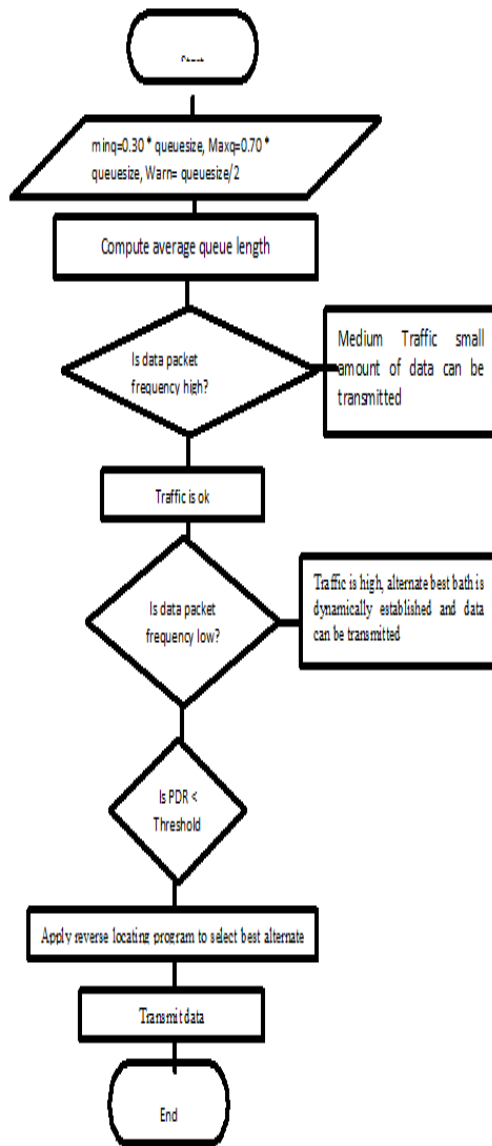 minq=0.30 * queuesize, Maxq=0.70 *
queuesize, Warn= queuesize/2
Compute average queue length
Is data packet
frequency high?
Medium Traffic small
amount of data can be
transmitted
Traffic is ok
Is data packet
frequency low?
Traffic is high, alternate best bath is
dynamically established and data
can be transmitted
Is PDR <
Threshold
Apply reverse locating program to select best alternate
Transmit data
End